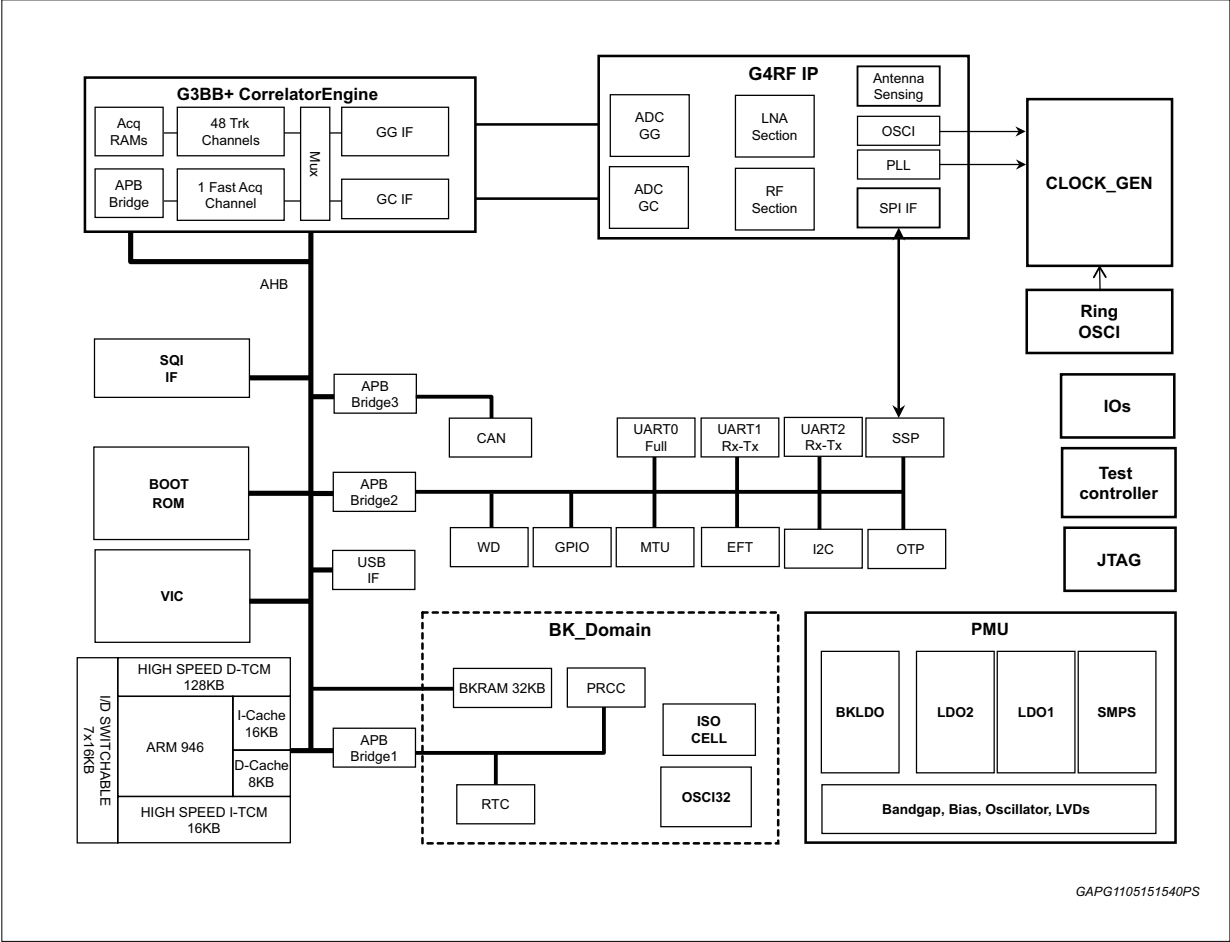 G3BB+ CorrelatorEngine
Acq
RAMs
48 Trk
Channels
Mux
GG IF
APB
Bridge
1 Fast Acq
Channel
GC IF
AHB
G4RF IP
ADC
GG
LNA
Section
Antenna
Sensing
OSCI
PLL
ADC
GC
RF
Section
SPI IF
CLOCK_GEN
Ring
OSCI
SQI
IF
APB
Bridge3
CAN
UART0
Full
UART1
Rx-Tx
UART2
Rx-Tx
SSP
IOs
BOOT
ROM
APB
Bridge2
Test
controller
WD
GPIO
MTU
EFT
I2C
OTP
JTAG
VIC
USB
IF
I/D SWITCHABLE
7x16KB
HIGH SPEED D-TCM
128KB
ARM 946
I-Cache
16KB
D-Cache
8KB
HIGH SPEED I-TCM
16KB
APB
Bridge1
BK_Domain
BKRAM 32KB
PRCC
ISO
CELL
RTC
OSCI32
PMU
BKLDO
LDO2
LDO1
SMPS
Bandgap, Bias, Oscillator, LVDs
GAPG1105151540PS